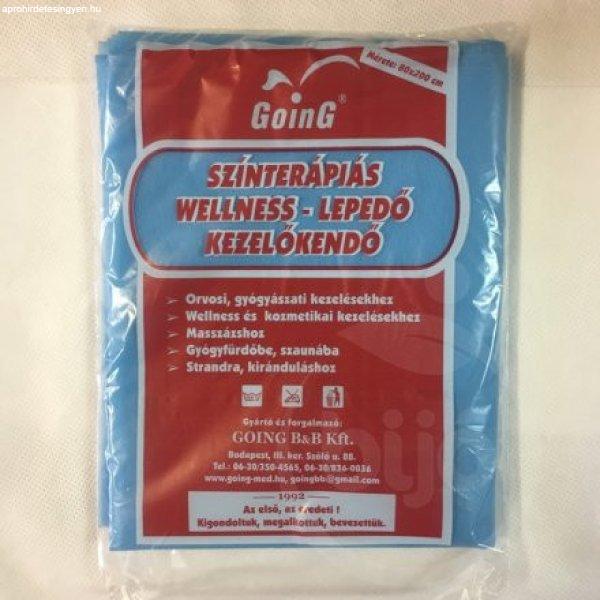 aprohirdetesingyen.hu
Mérete: 80x200 cm
GoinG®
SZÍNTERÁPIÁS
WELLNESS - LEPEDŐ
KEZELŐKENDŐ
➢ Orvosi, gyógyászati kezelésekhez
➢ Wellness és kozmetikai kezelésekhez
➢ Masszázshoz
➢ Gyógyfürdőbe, szaunába
➢ Strandra, kiránduláshoz
Gyártó és forgalmazó:
GOING B&B Kft.
Budapest, III. ker. Szőlő u. 88.
Tel.: 06-30/350-4565, 06-30/836-0036
www.going-med.hu, goingbb@gmail.com
1992
Az első, az eredeti !
Kigondoltuk, megalkottuk, bevezettük.